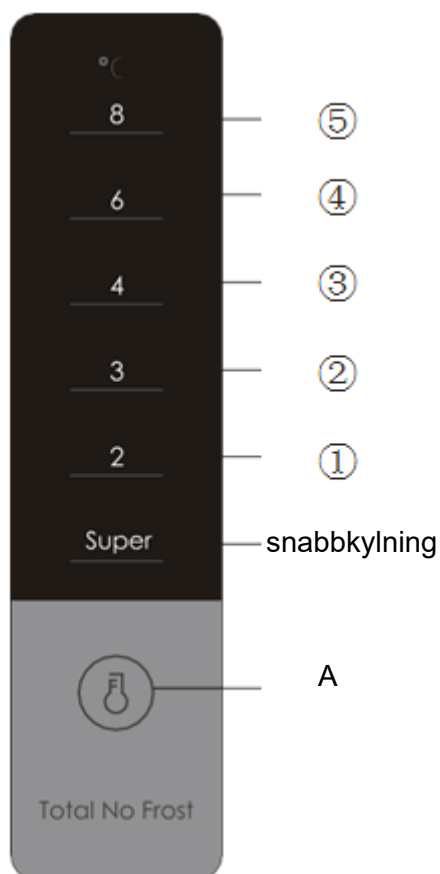 °C
8 ⑤
6 ④
4 ③
3 ②
2 ①
Super snabbkylning
A
Total No Frost